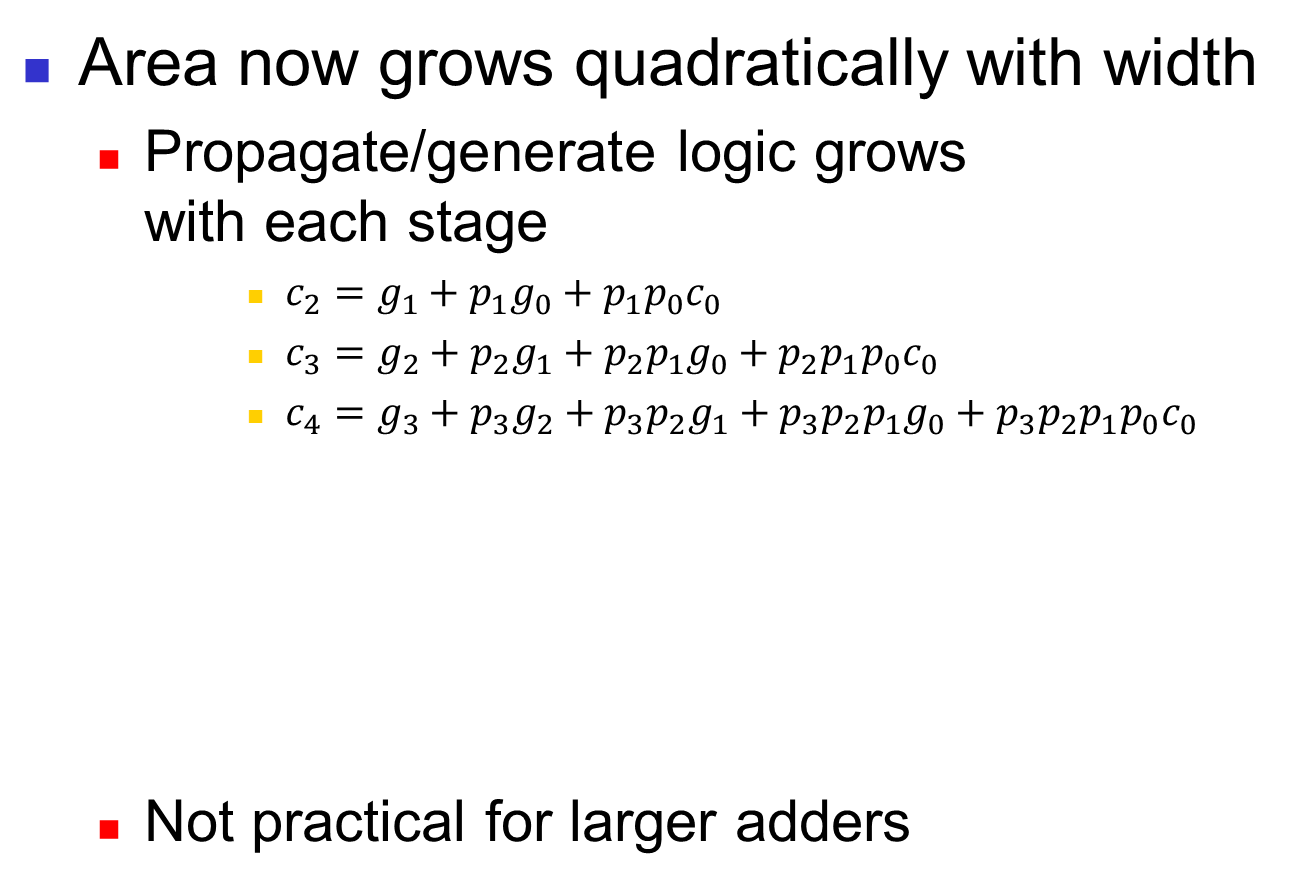 Area now grows quadratically with width
Propagate/generate logic grows
with each stage
c₂ = g₁ + p₁g₀ + p₁p₀c₀
c₃ = g₂ + p₂g₁ + p₂p₁g₀ + p₂p₁p₀c₀
c₄ = g₃ + p₃g₂ + p₃p₂g₁ + p₃p₂p₁g₀ + p₃p₂p₁p₀c₀
Not practical for larger adders